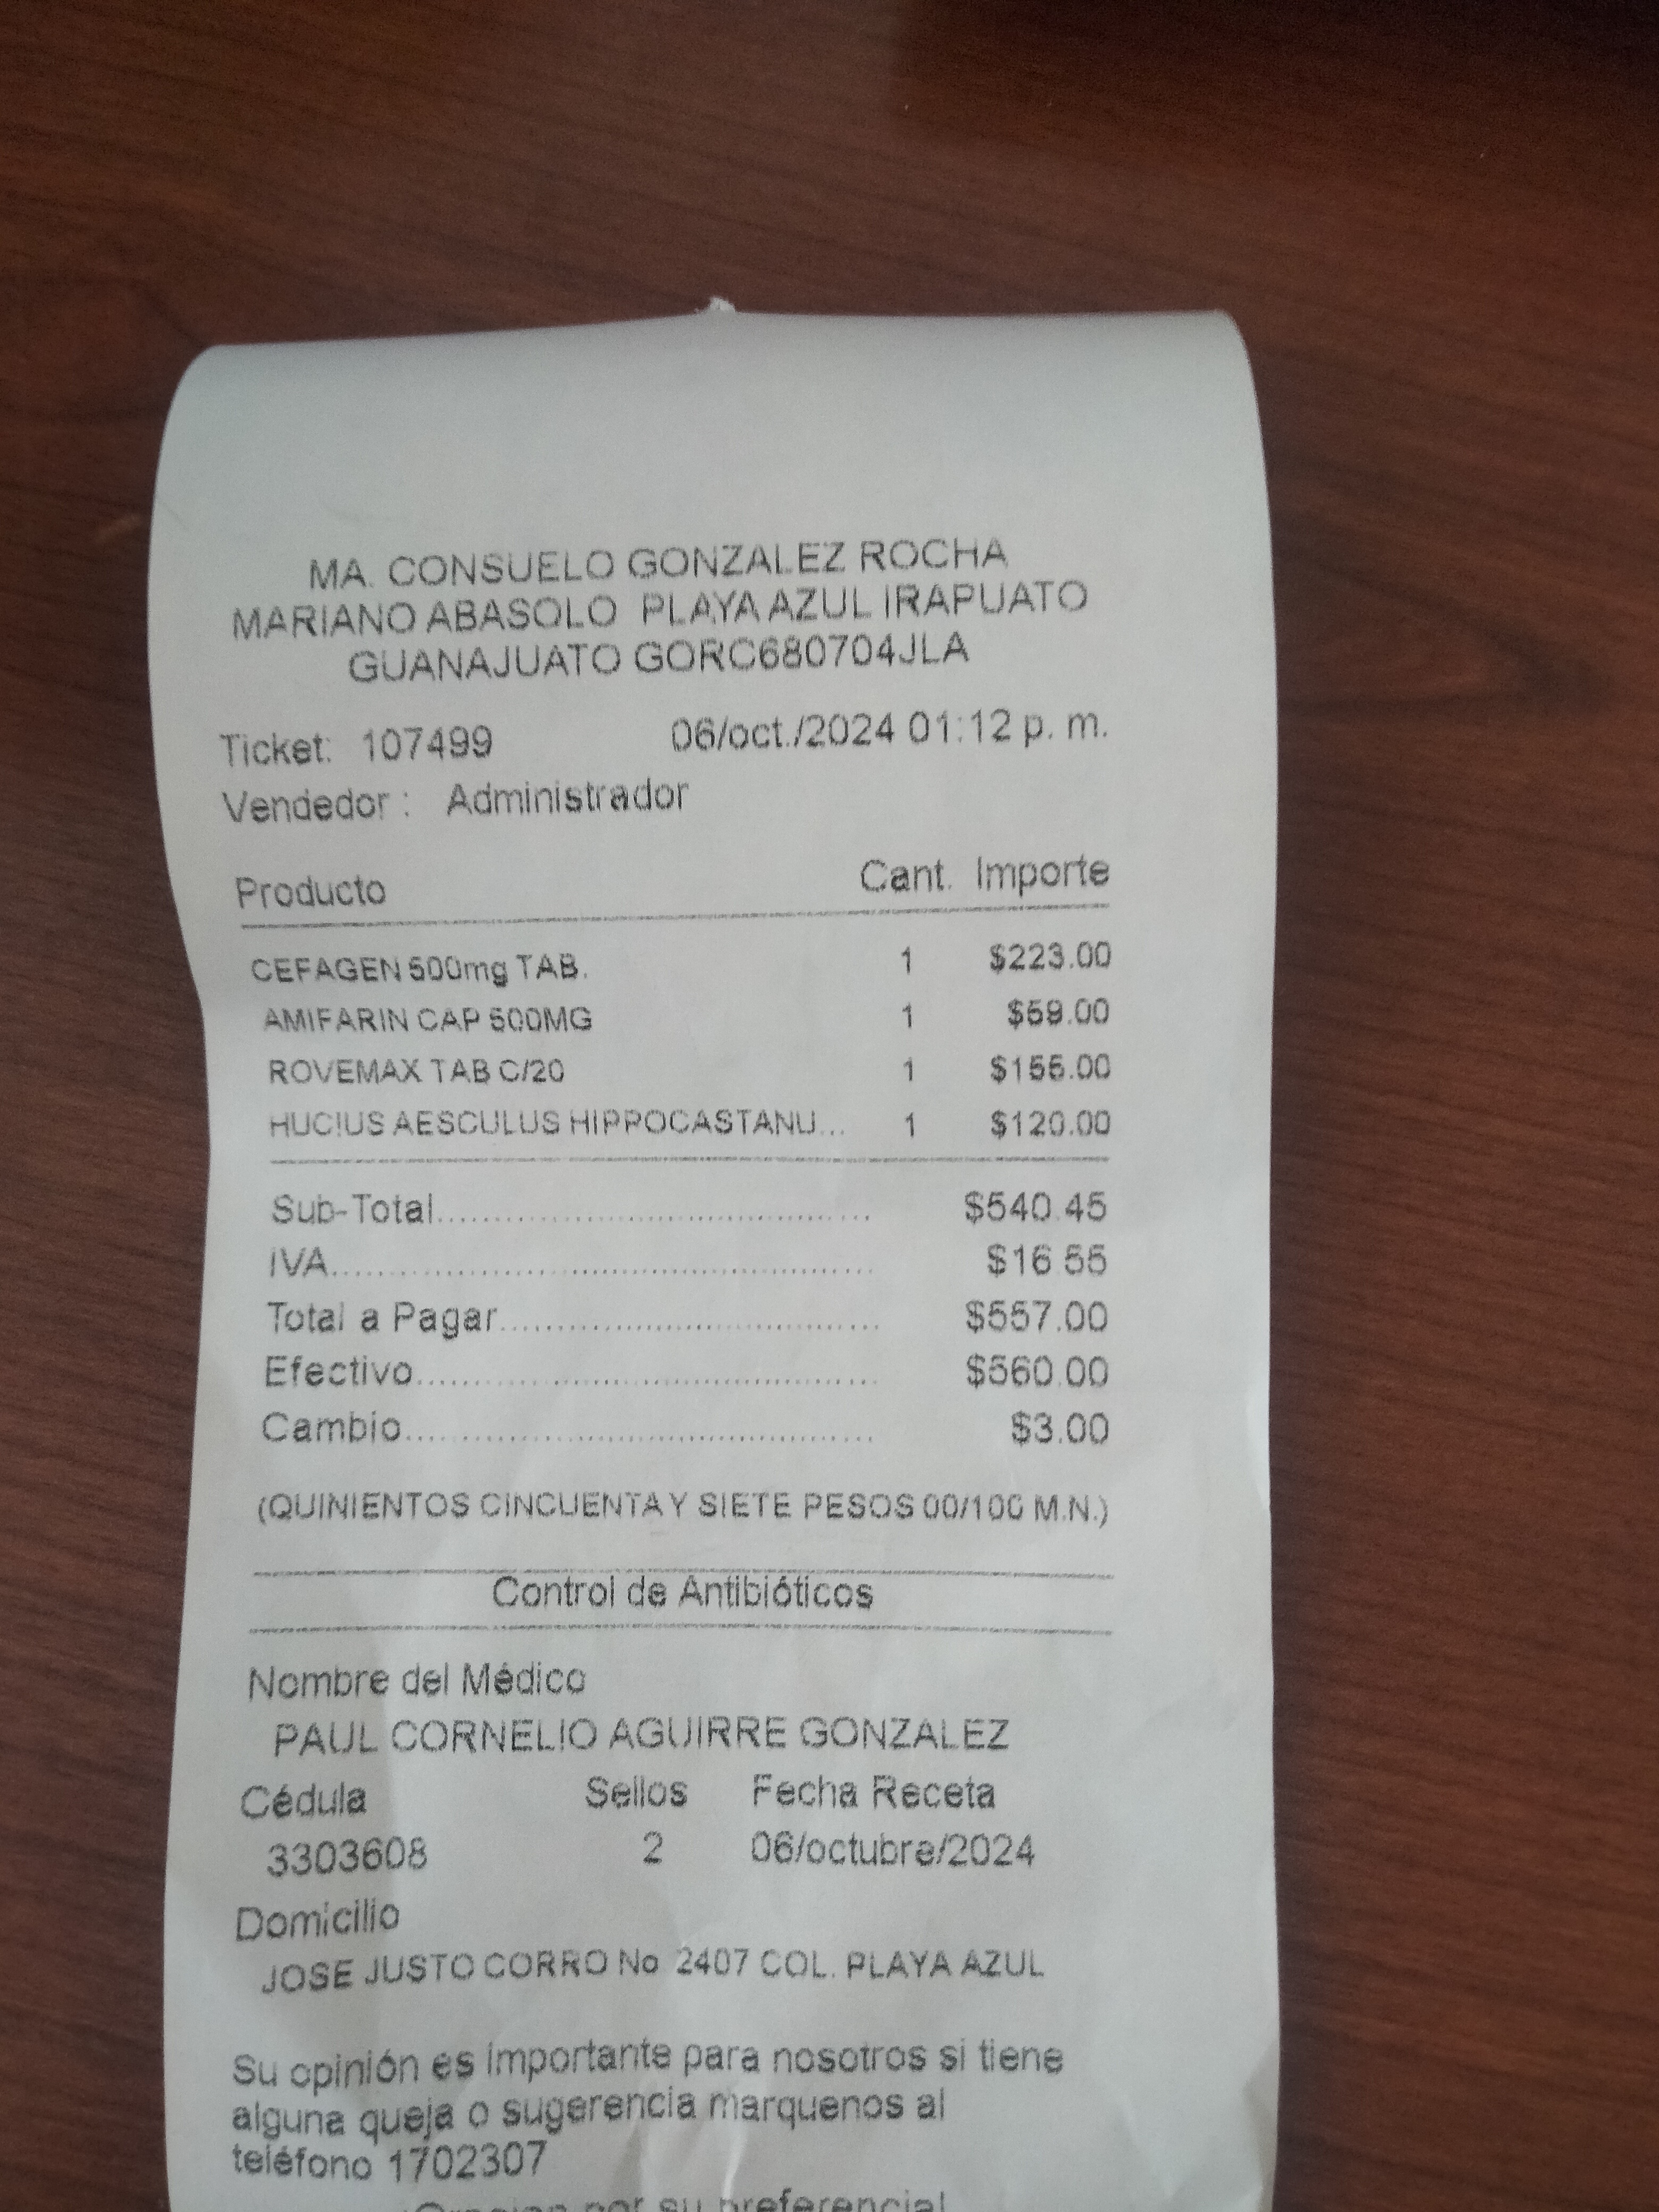 MA. CONSUELO GONZALEZ ROCHA
MARIANO ABASOLO PLAYA AZUL IRAPUATO
GUANAJUATO GORC680704JLA
Ticket: 107499 06/oct./2024 01:12 p. m.
Vendedor : Administrador
Producto Cant. Importe
CEFAGEN 500mg TAB. 1 $223.00
AMIFARIN CAP 500MG 1 $59.00
ROVEMAX TAB C/20 1 $155.00
HUCIUS AESCULUS HIPPOCASTANU... 1 $120.00
Sub-Total.......................................... $540.45
IVA.................................................... $16.55
Total a Pagar..................................... $557.00
Efectivo............................................. $560.00
Cambio.............................................. $3.00
(QUINIENTOS CINCUENTA Y SIETE PESOS 00/100 M.N.)
Control de Antibióticos
Nombre del Médico
PAUL CORNELIO AGUIRRE GONZALEZ
Cédula Sellos Fecha Receta
3303608 2 06/octubre/2024
Domicilio
JOSE JUSTO CORRO No 2407 COL. PLAYA AZUL
Su opinión es importante para nosotros si tiene
alguna queja o sugerencia marquenos al
teléfono 1702307
¡Gracias por su preferencia!